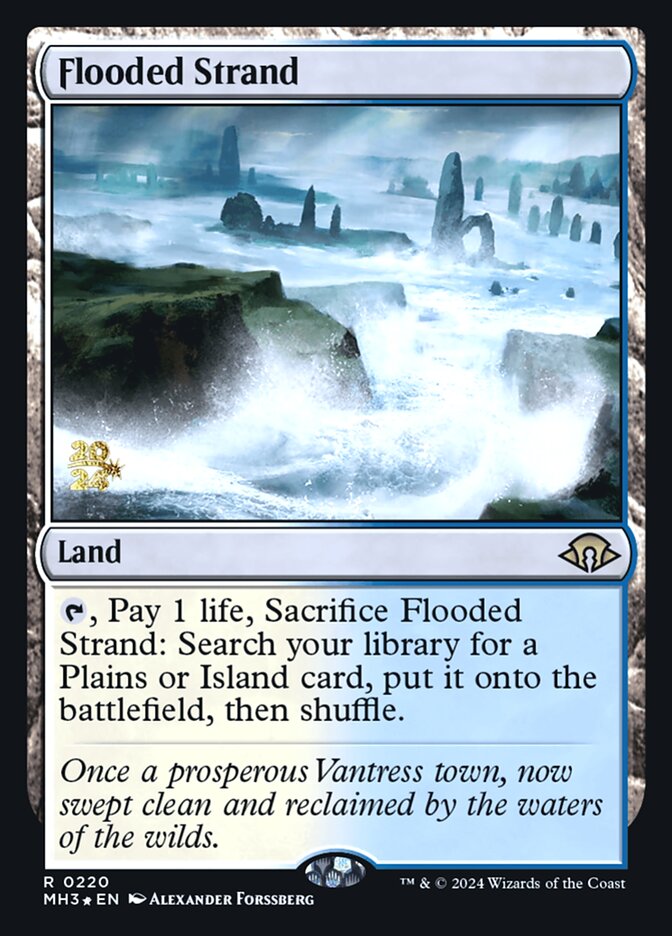 Flooded Strand
20
24
Land
, Pay 1 life, Sacrifice Flooded
Strand: Search your library for a
Plains or Island card, put it onto the
battlefield, then shuffle.
Once a prosperous Vantress town, now
swept clean and reclaimed by the waters
of the wilds.
R 0220
MH3★EN Alexander Forssberg
™ & © 2024 Wizards of the Coast